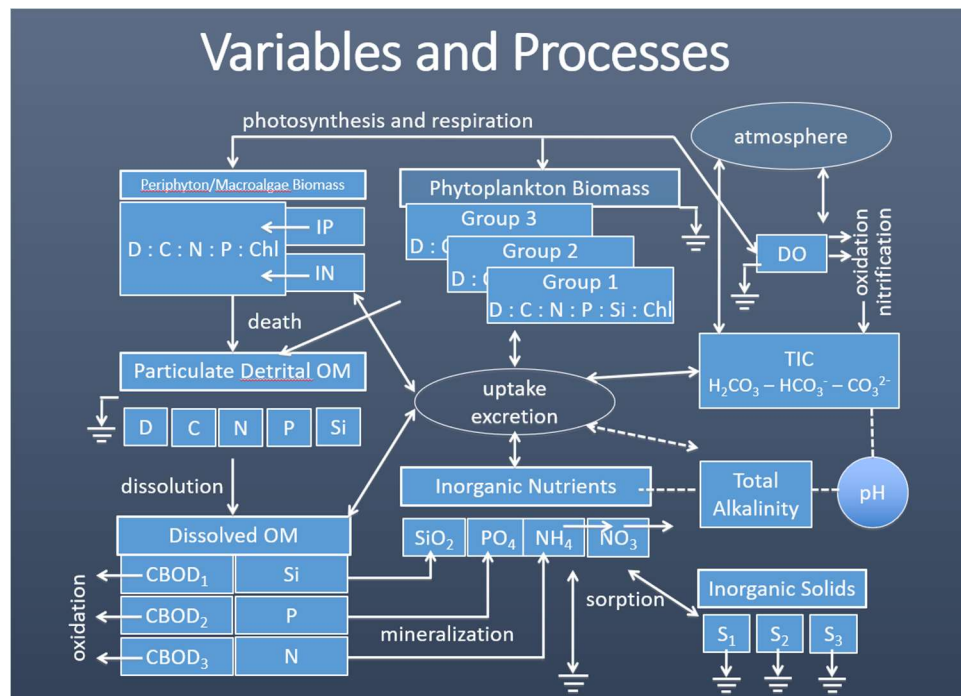 Variables and Processes
photosynthesis and respiration
atmosphere
Periphyton/Macroalgae Biomass
Phytoplankton Biomass
Group 3
D : C
Group 2
D : C
Group 1
D : C : N : P : Si : Chl
D : C : N : P : Chl
IP
IN
DO
oxidation
nitrification
death
Particulate Detrital OM
D
C
N
P
Si
uptake
excretion
TIC
H₂CO₃ – HCO₃⁻ – CO₃²⁻
dissolution
Inorganic Nutrients
Total
Alkalinity
pH
Dissolved OM
SiO₂
PO₄
NH₄
NO₃
CBOD₁
Si
CBOD₂
P
CBOD₃
N
oxidation
mineralization
sorption
Inorganic Solids
S₁
S₂
S₃